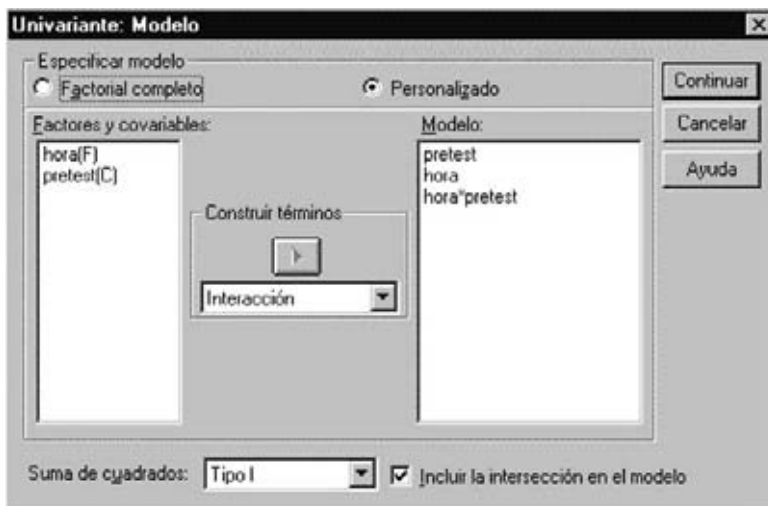 Univariante: Modelo
Especificar modelo
Factorial completo
Personalizado
Continuar
Cancelar
Ayuda
Factores y covariables:
hora(F)
pretest(C)
Construir términos
Interacción
Modelo:
pretest
hora
hora*pretest
Suma de cuadrados:
Tipo I
Incluir la intersección en el modelo